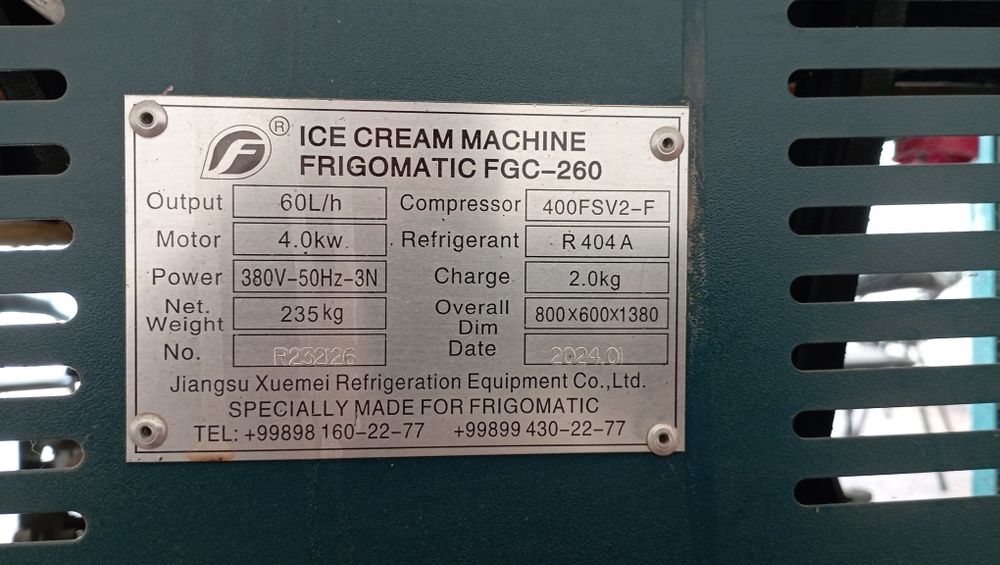 F ®
ICE CREAM MACHINE
FRIGOMATIC FGC-260
Output 60L/h Compressor 400FSV2-F
Motor 4.0kw Refrigerant R404A
Power 380V-50Hz-3N Charge 2.0kg
Net. Weight 235kg Overall Dim 800X600X1380
No. R232126 Date 2024.01
Jiangsu Xuemei Refrigeration Equipment Co.,Ltd.
SPECIALLY MADE FOR FRIGOMATIC
TEL: +99898 160-22-77 +99899 430-22-77